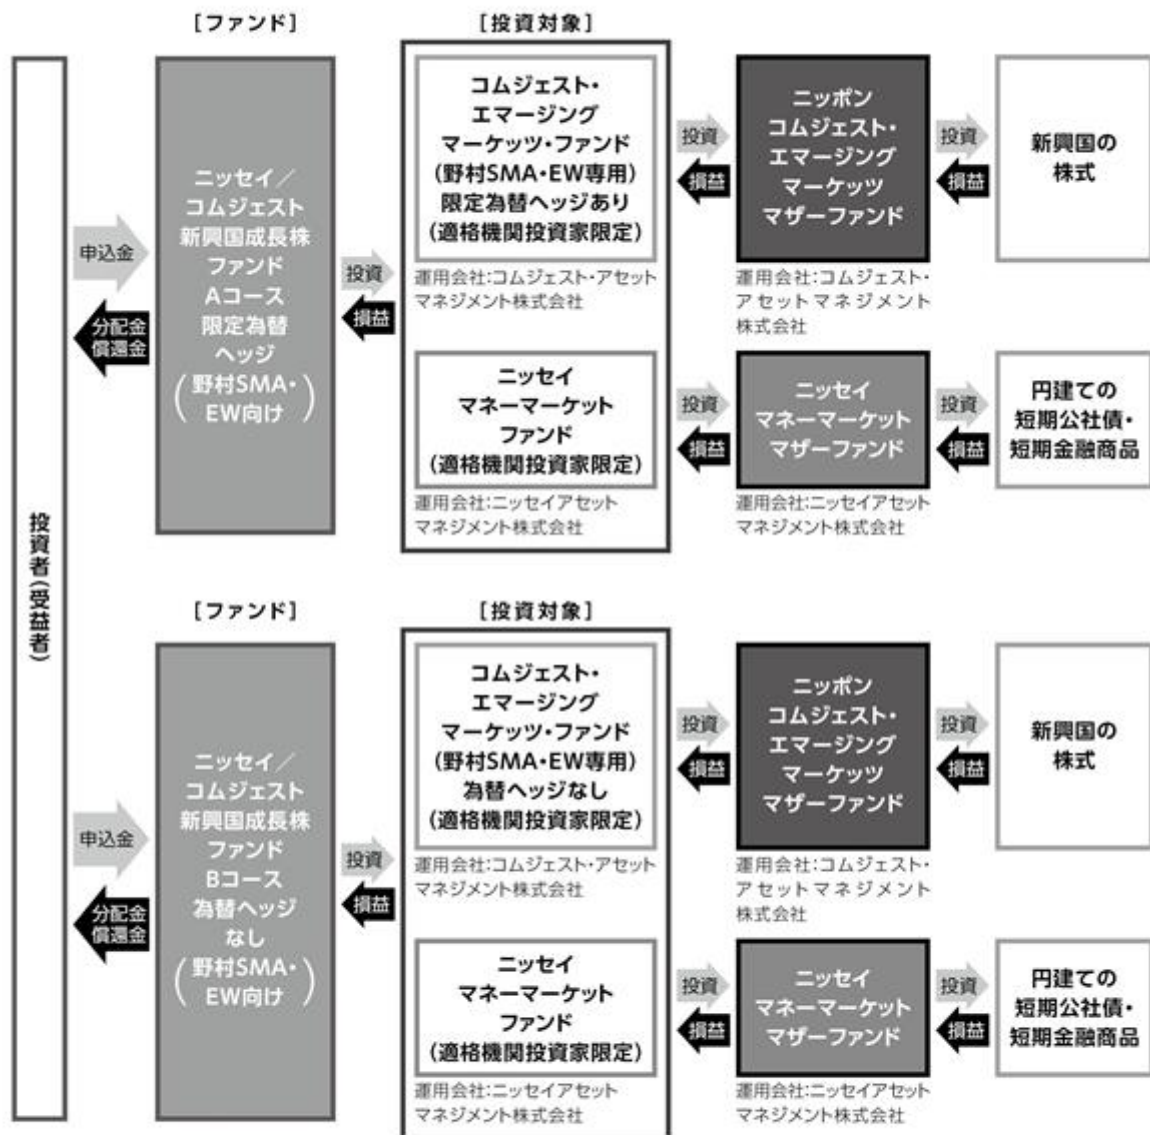 [ファンド]
[投資対象]
投資者(受益者)
申込金
分配金
償還金
ニッセイ／
コムジェスト
新興国成長株
ファンド
Aコース
限定為替
ヘッジ
(野村SMA・
EW向け)
投資
損益
コムジェスト・
エマージング
マーケッツ・ファンド
(野村SMA・EW専用)
限定為替ヘッジあり
(適格機関投資家限定)
運用会社:コムジェスト・アセット
マネジメント株式会社
投資
損益
ニッポン
コムジェスト・
エマージング
マーケッツ
マザーファンド
運用会社:コムジェスト・
アセットマネジメント
株式会社
投資
損益
新興国の
株式
ニッセイ
マネーマーケット
ファンド
(適格機関投資家限定)
運用会社:ニッセイアセット
マネジメント株式会社
投資
損益
ニッセイ
マネーマーケット
マザーファンド
運用会社:ニッセイアセット
マネジメント株式会社
投資
損益
円建ての
短期公社債・
短期金融商品
[ファンド]
[投資対象]
申込金
分配金
償還金
ニッセイ／
コムジェスト
新興国成長株
ファンド
Bコース
為替ヘッジ
なし
(野村SMA・
EW向け)
投資
損益
コムジェスト・
エマージング
マーケッツ・ファンド
(野村SMA・EW専用)
為替ヘッジなし
(適格機関投資家限定)
運用会社:コムジェスト・アセット
マネジメント株式会社
投資
損益
ニッポン
コムジェスト・
エマージング
マーケッツ
マザーファンド
運用会社:コムジェスト・
アセットマネジメント
株式会社
投資
損益
新興国の
株式
ニッセイ
マネーマーケット
ファンド
(適格機関投資家限定)
運用会社:ニッセイアセット
マネジメント株式会社
投資
損益
ニッセイ
マネーマーケット
マザーファンド
運用会社:ニッセイアセット
マネジメント株式会社
投資
損益
円建ての
短期公社債・
短期金融商品